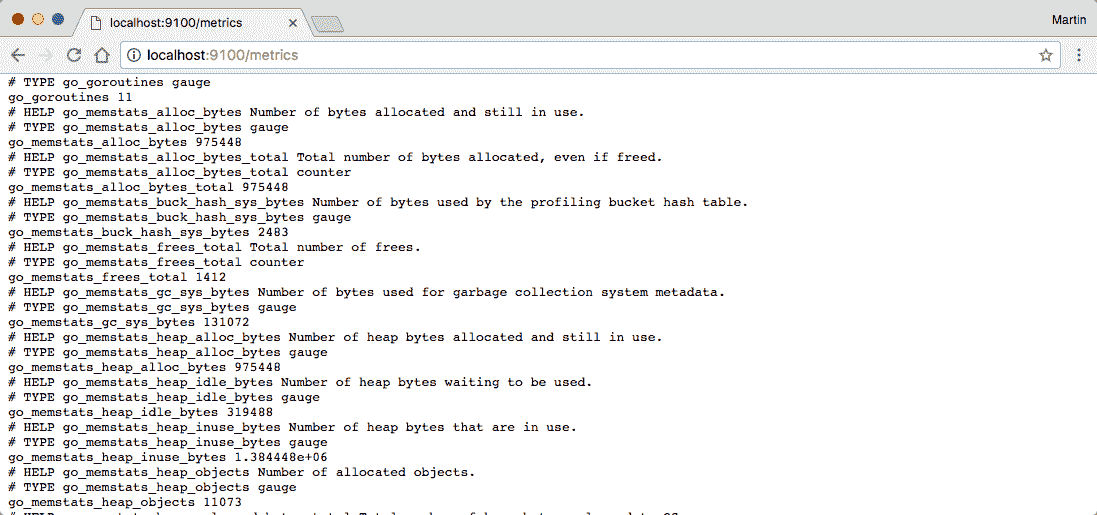 localhost:9100/metrics
Martin
localhost:9100/metrics
# TYPE go_goroutines gauge
go_goroutines 11
# HELP go_memstats_alloc_bytes Number of bytes allocated and still in use.
# TYPE go_memstats_alloc_bytes gauge
go_memstats_alloc_bytes 975448
# HELP go_memstats_alloc_bytes_total Total number of bytes allocated, even if freed.
# TYPE go_memstats_alloc_bytes_total counter
go_memstats_alloc_bytes_total 975448
# HELP go_memstats_buck_hash_sys_bytes Number of bytes used by the profiling bucket hash table.
# TYPE go_memstats_buck_hash_sys_bytes gauge
go_memstats_buck_hash_sys_bytes 2483
# HELP go_memstats_frees_total Total number of frees.
# TYPE go_memstats_frees_total counter
go_memstats_frees_total 1412
# HELP go_memstats_gc_sys_bytes Number of bytes used for garbage collection system metadata.
# TYPE go_memstats_gc_sys_bytes gauge
go_memstats_gc_sys_bytes 131072
# HELP go_memstats_heap_alloc_bytes Number of heap bytes allocated and still in use.
# TYPE go_memstats_heap_alloc_bytes gauge
go_memstats_heap_alloc_bytes 975448
# HELP go_memstats_heap_idle_bytes Number of heap bytes waiting to be used.
# TYPE go_memstats_heap_idle_bytes gauge
go_memstats_heap_idle_bytes 319488
# HELP go_memstats_heap_inuse_bytes Number of heap bytes that are in use.
# TYPE go_memstats_heap_inuse_bytes gauge
go_memstats_heap_inuse_bytes 1.384448e+06
# HELP go_memstats_heap_objects Number of allocated objects.
# TYPE go_memstats_heap_objects gauge
go_memstats_heap_objects 11073